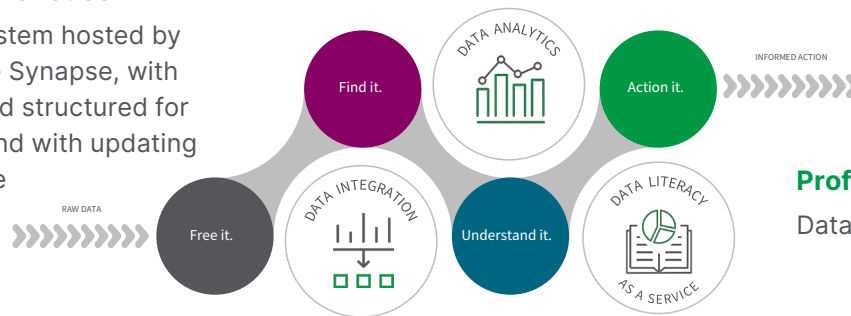 stem hosted by
Synapse, with
d structured for
nd with updating
e
RAW DATA
Free it.
Find it.
DATA INTEGRATION
DATA ANALYTICS
Understand it.
Action it.
DATA LITERACY
AS A SERVICE
INFORMED ACTION
Prof
Data